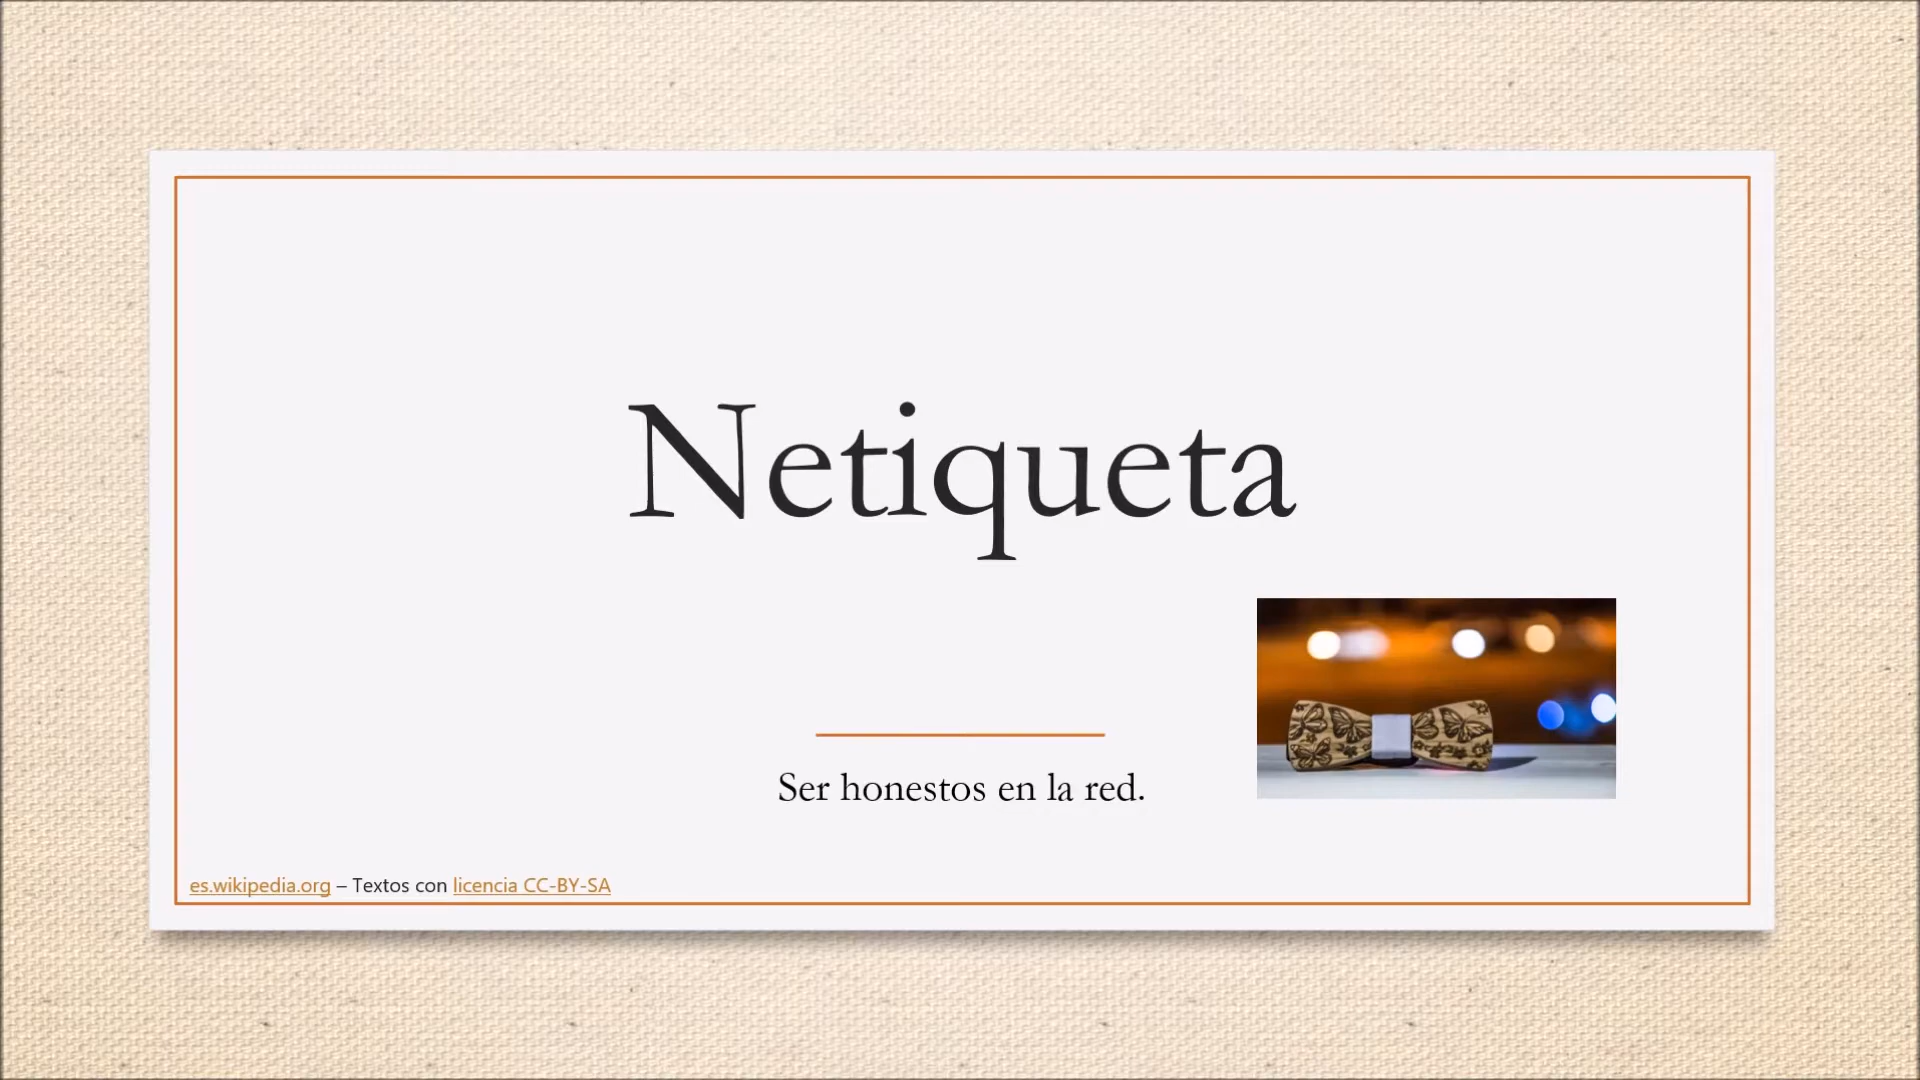 Netiqueta
Ser honestos en la red.
es.wikipedia.org – Textos con licencia CC-BY-SA